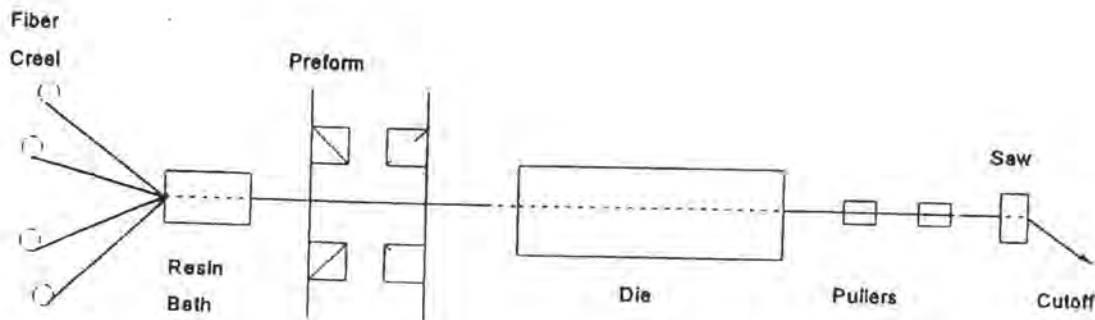 Fiber
Creel
Preform
Saw
Resin
Bath
Die
Pullers
Cutoff